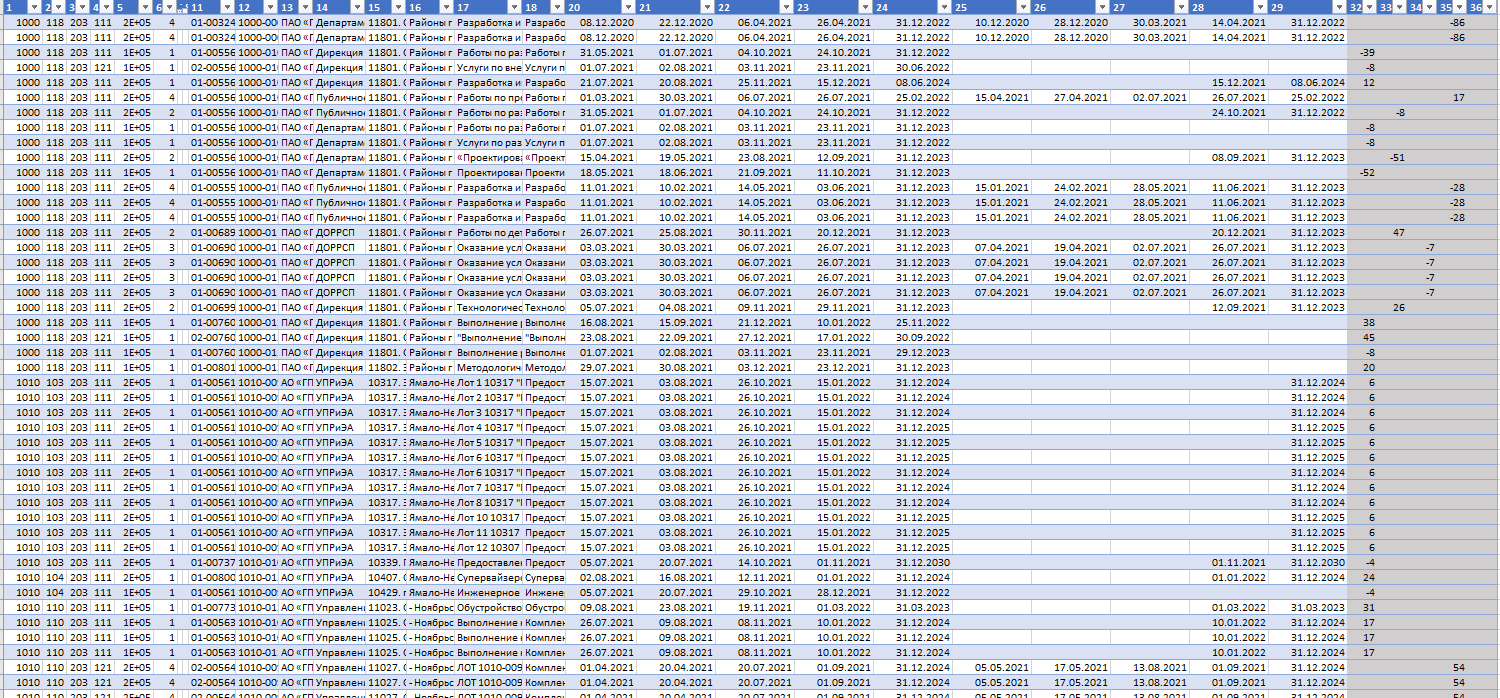 1 2 3 4 5 6 11 12 13 14 15 16 17 18 20 21 22 23 24 25 26 27 28 29 32 33 34 35 36
1000 118 203 111 2E+05 4 01-00324 1000-00 ПАО «Г Департам 11801. Районы г Разработка и Разрабо 08.12.2020 22.12.2020 06.04.2021 26.04.2021 31.12.2022 10.12.2020 28.12.2020 30.03.2021 14.04.2021 31.12.2022 -86
1000 118 203 111 2E+05 4 01-00324 1000-00 ПАО «Г Департам 11801. Районы г Разработка и Разрабо 08.12.2020 22.12.2020 06.04.2021 26.04.2021 31.12.2022 10.12.2020 28.12.2020 30.03.2021 14.04.2021 31.12.2022 -86
1000 118 203 111 1E+05 1 01-00556 1000-01 ПАО «Г Дирекция 11801. Районы г Работы по ра Работы г 31.05.2021 01.07.2021 04.10.2021 24.10.2021 31.12.2022 -39
1000 118 203 121 1E+05 1 02-00556 1000-01 ПАО «Г Дирекция 11801. Районы г Услуги по вне Услуги г 01.07.2021 02.08.2021 03.11.2021 23.11.2021 30.06.2022 -8
1000 118 203 111 2E+05 1 01-00556 1000-01 ПАО «Г Дирекция 11801. Районы г Разработка и Разрабо 21.07.2021 20.08.2021 25.11.2021 15.12.2021 08.06.2024 15.12.2021 08.06.2024 12
1000 118 203 111 2E+05 4 01-00556 1000-01 ПАО «Г Публично 11801. Районы г Работы по пр Работы г 01.03.2021 30.03.2021 06.07.2021 26.07.2021 25.02.2022 15.04.2021 27.04.2021 02.07.2021 26.07.2021 25.02.2022 17
1000 118 203 111 2E+05 2 01-00556 1000-01 ПАО «Г Публично 11801. Районы г Работы по ра Работы г 31.05.2021 01.07.2021 04.10.2021 24.10.2021 31.12.2022 24.10.2021 31.12.2022 -8
1000 118 203 111 2E+05 1 01-00556 1000-01 ПАО «Г Департам 11801. Районы г Работы по ра Работы г 01.07.2021 02.08.2021 03.11.2021 23.11.2021 31.12.2023 -8
1000 118 203 111 1E+05 1 01-00556 1000-01 ПАО «Г Департам 11801. Районы г Услуги по раз Услуги г 01.07.2021 02.08.2021 03.11.2021 23.11.2021 31.12.2022 -8
1000 118 203 111 2E+05 2 01-00556 1000-01 ПАО «Г Департам 11801. Районы г «Проектирова «Проект 15.04.2021 19.05.2021 23.08.2021 12.09.2021 31.12.2023 08.09.2021 31.12.2023 -51
1000 118 203 111 2E+05 1 01-00556 1000-01 ПАО «Г Департам 11801. Районы г Проектирован Проекти 18.05.2021 18.06.2021 21.09.2021 11.10.2021 31.12.2023 -52
1000 118 203 111 2E+05 4 01-00555 1000-01 ПАО «Г Публично 11801. Районы г Разработка и Разрабо 11.01.2021 10.02.2021 14.05.2021 03.06.2021 31.12.2023 15.01.2021 24.02.2021 28.05.2021 11.06.2021 31.12.2023 -28
1000 118 203 111 2E+05 4 01-00555 1000-01 ПАО «Г Публично 11801. Районы г Разработка и Разрабо 11.01.2021 10.02.2021 14.05.2021 03.06.2021 31.12.2023 15.01.2021 24.02.2021 28.05.2021 11.06.2021 31.12.2023 -28
1000 118 203 111 2E+05 4 01-00555 1000-01 ПАО «Г Публично 11801. Районы г Разработка и Разрабо 11.01.2021 10.02.2021 14.05.2021 03.06.2021 31.12.2023 15.01.2021 24.02.2021 28.05.2021 11.06.2021 31.12.2023 -28
1000 118 203 111 2E+05 2 01-00689 1000-01 ПАО «Г ДОРРСП 11801. Районы г Работы по де Работы г 26.07.2021 25.08.2021 30.11.2021 20.12.2021 31.12.2023 20.12.2021 31.12.2023 47
1000 118 203 111 2E+05 3 01-00690 1000-01 ПАО «Г ДОРРСП 11801. Районы г Оказание усл Оказани 03.03.2021 30.03.2021 06.07.2021 26.07.2021 31.12.2023 07.04.2021 19.04.2021 02.07.2021 26.07.2021 31.12.2023 -7
1000 118 203 111 2E+05 3 01-00690 1000-01 ПАО «Г ДОРРСП 11801. Районы г Оказание усл Оказани 03.03.2021 30.03.2021 06.07.2021 26.07.2021 31.12.2023 07.04.2021 19.04.2021 02.07.2021 26.07.2021 31.12.2023 -7
1000 118 203 111 2E+05 3 01-00690 1000-01 ПАО «Г ДОРРСП 11801. Районы г Оказание усл Оказани 03.03.2021 30.03.2021 06.07.2021 26.07.2021 31.12.2023 07.04.2021 19.04.2021 02.07.2021 26.07.2021 31.12.2023 -7
1000 118 203 111 2E+05 3 01-00690 1000-01 ПАО «Г ДОРРСП 11801. Районы г Оказание усл Оказани 03.03.2021 30.03.2021 06.07.2021 26.07.2021 31.12.2023 07.04.2021 19.04.2021 02.07.2021 26.07.2021 31.12.2023 -7
1000 118 203 111 2E+05 2 01-00699 1000-01 ПАО «Г Дирекция 11801. Районы г Технологичес Техноло 05.07.2021 04.08.2021 09.11.2021 29.11.2021 31.12.2023 12.09.2021 31.12.2023 26
1000 118 203 111 1E+05 1 01-00760 1000-01 ПАО «Г Дирекция 11801. Районы г Выполнение Выполне 16.08.2021 15.09.2021 21.12.2021 10.01.2022 25.11.2022 38
1000 118 203 121 1E+05 1 02-00760 1000-01 ПАО «Г Дирекция 11801. Районы г "Выполнение "Выполн 23.08.2021 22.09.2021 27.12.2021 17.01.2022 30.09.2022 45
1000 118 203 111 2E+05 1 01-00760 1000-01 ПАО «Г Дирекция 11801. Районы г Выполнение Выполне 01.07.2021 02.08.2021 03.11.2021 23.11.2021 29.12.2023 -8
1000 118 203 111 2E+05 1 01-00801 1000-01 ПАО «Г Дирекция 11802. Районы г Методологич Методол 29.07.2021 30.08.2021 03.12.2021 23.12.2021 31.12.2023 20
1010 103 203 111 2E+05 1 01-00561 1010-00 АО «ГП УПРиЭА 10317. Ямало-Не Лот 1 10317 " Предост 15.07.2021 03.08.2021 26.10.2021 15.01.2022 31.12.2024 31.12.2024 6
1010 103 203 111 2E+05 1 01-00561 1010-00 АО «ГП УПРиЭА 10317. Ямало-Не Лот 2 10317 " Предост 15.07.2021 03.08.2021 26.10.2021 15.01.2022 31.12.2024 31.12.2024 6
1010 103 203 111 2E+05 1 01-00561 1010-00 АО «ГП УПРиЭА 10317. Ямало-Не Лот 3 10317 " Предост 15.07.2021 03.08.2021 26.10.2021 15.01.2022 31.12.2024 31.12.2024 6
1010 103 203 111 2E+05 1 01-00561 1010-00 АО «ГП УПРиЭА 10317. Ямало-Не Лот 4 10317 " Предост 15.07.2021 03.08.2021 26.10.2021 15.01.2022 31.12.2025 31.12.2025 6
1010 103 203 111 2E+05 1 01-00561 1010-00 АО «ГП УПРиЭА 10317. Ямало-Не Лот 5 10317 " Предост 15.07.2021 03.08.2021 26.10.2021 15.01.2022 31.12.2025 31.12.2025 6
1010 103 203 111 2E+05 1 01-00561 1010-00 АО «ГП УПРиЭА 10317. Ямало-Не Лот 6 10317 " Предост 15.07.2021 03.08.2021 26.10.2021 15.01.2022 31.12.2025 31.12.2025 6
1010 103 203 111 2E+05 1 01-00561 1010-00 АО «ГП УПРиЭА 10317. Ямало-Не Лот 6 10317 " Предост 15.07.2021 03.08.2021 26.10.2021 15.01.2022 31.12.2024 31.12.2024 6
1010 103 203 111 2E+05 1 01-00561 1010-00 АО «ГП УПРиЭА 10317. Ямало-Не Лот 7 10317 " Предост 15.07.2021 03.08.2021 26.10.2021 15.01.2022 31.12.2024 31.12.2024 6
1010 103 203 111 2E+05 1 01-00561 1010-00 АО «ГП УПРиЭА 10317. Ямало-Не Лот 8 10317 " Предост 15.07.2021 03.08.2021 26.10.2021 15.01.2022 31.12.2024 31.12.2024 6
1010 103 203 111 2E+05 1 01-00561 1010-00 АО «ГП УПРиЭА 10317. Ямало-Не Лот 10 10317 Предост 15.07.2021 03.08.2021 26.10.2021 15.01.2022 31.12.2025 31.12.2025 6
1010 103 203 111 2E+05 1 01-00561 1010-00 АО «ГП УПРиЭА 10317. Ямало-Не Лот 11 10317 Предост 15.07.2021 03.08.2021 26.10.2021 15.01.2022 31.12.2025 31.12.2025 6
1010 103 203 111 2E+05 1 01-00561 1010-00 АО «ГП УПРиЭА 10317. Ямало-Не Лот 12 10307 Предост 15.07.2021 03.08.2021 26.10.2021 15.01.2022 31.12.2025 31.12.2025 6
1010 103 203 111 2E+05 1 01-00737 1010-01 АО «ГП УПРиЭА 10339. Ямало-Не Предоставле Предост 05.07.2021 20.07.2021 14.10.2021 01.11.2021 31.12.2030 01.11.2021 31.12.2030 -4
1010 104 203 111 2E+05 1 01-00800 1010-01 АО «ГП УПРиЭА 10407. Ямало-Не Супервайзер Суперва 02.08.2021 16.08.2021 12.11.2021 01.01.2022 31.12.2024 01.01.2022 31.12.2024 24
1010 104 203 111 2E+05 1 01-00556 1010-01 АО «ГП УПРиЭА 10429. Ямало-Не Инженерное Инжене 05.07.2021 20.07.2021 29.10.2021 28.12.2021 31.12.2022 -4
1010 110 203 111 1E+05 1 01-00773 1010-01 АО «ГП Управлен 11023. - Ноябрьс Обустройство Обустро 09.08.2021 23.08.2021 19.11.2021 01.03.2022 31.03.2023 01.03.2022 31.03.2023 31
1010 110 203 111 1E+05 1 01-00563 1010-01 АО «ГП Управлен 11025. - Ноябрьс Выполнение Комплен 26.07.2021 09.08.2021 08.11.2021 10.01.2022 31.12.2024 10.01.2022 31.12.2024 17
1010 110 203 111 1E+05 1 01-00563 1010-01 АО «ГП Управлен 11025. - Ноябрьс Выполнение Комплен 26.07.2021 09.08.2021 08.11.2021 10.01.2022 31.12.2024 10.01.2022 31.12.2024 17
1010 110 203 111 1E+05 1 01-00563 1010-01 АО «ГП Управлен 11025. - Ноябрьс Выполнение Комплен 26.07.2021 09.08.2021 08.11.2021 10.01.2022 31.12.2024 10.01.2022 31.12.2024 17
1010 110 203 121 2E+05 4 02-00564 1010-01 АО «ГП Управлен 11027. - Ноябрьс ЛОТ 1010-009 Комплен 01.04.2021 20.04.2021 20.07.2021 01.09.2021 31.12.2024 05.05.2021 17.05.2021 13.08.2021 01.09.2021 31.12.2024 54
1010 110 203 121 2E+05 4 02-00564 1010-01 АО «ГП Управлен 11027. - Ноябрьс ЛОТ 1010-009 Комплен 01.04.2021 20.04.2021 20.07.2021 01.09.2021 31.12.2024 05.05.2021 17.05.2021 13.08.2021 01.09.2021 31.12.2024 54